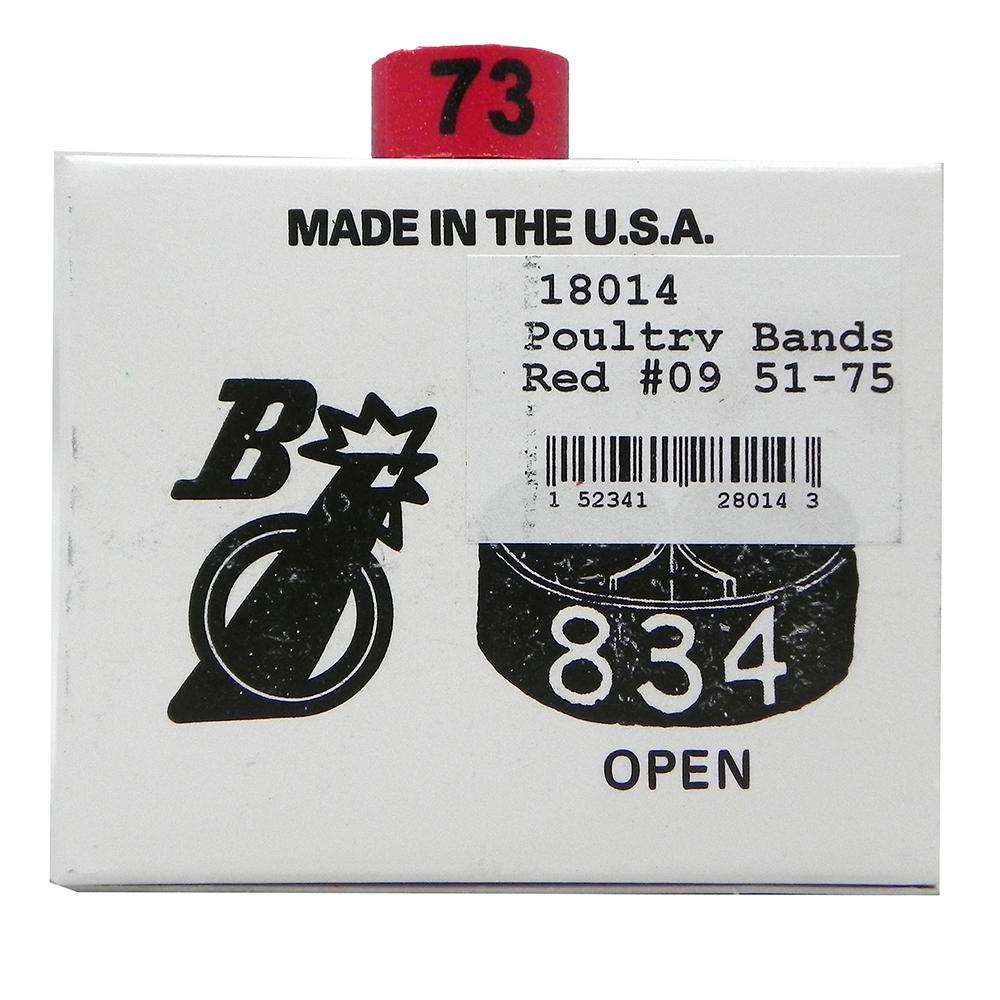 73
MADE IN THE U.S.A.
18014
Poultry Bands
Red #09 51-75
1 52341 28014 3
B
834
OPEN